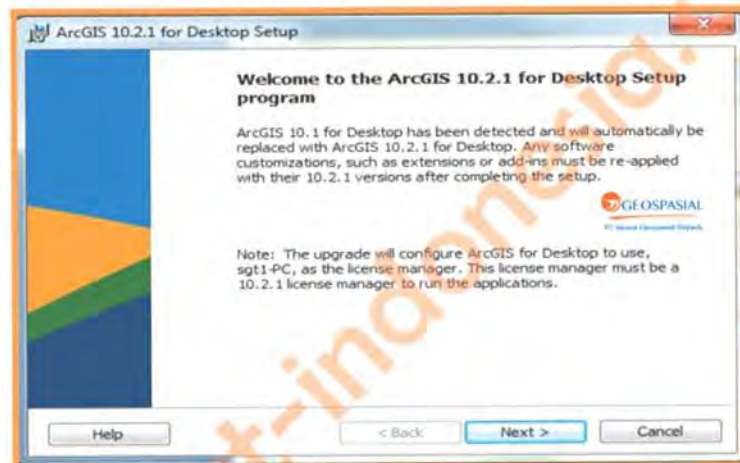 ArcGIS 10.2.1 for Desktop Setup
Welcome to the ArcGIS 10.2.1 for Desktop Setup
program
ArcGIS 10.1 for Desktop has been detected and will automatically be
replaced with ArcGIS 10.2.1 for Desktop. Any software
customizations, such as extensions or add-ins must be re-applied
with their 10.2.1 versions after completing the setup.
GEOSPASIAL
Note: The upgrade will configure ArcGIS for Desktop to use,
sgt1-PC, as the license manager. This license manager must be a
10.2.1 license manager to run the applications.
Help
< Back
Next >
Cancel
t-indonesia.